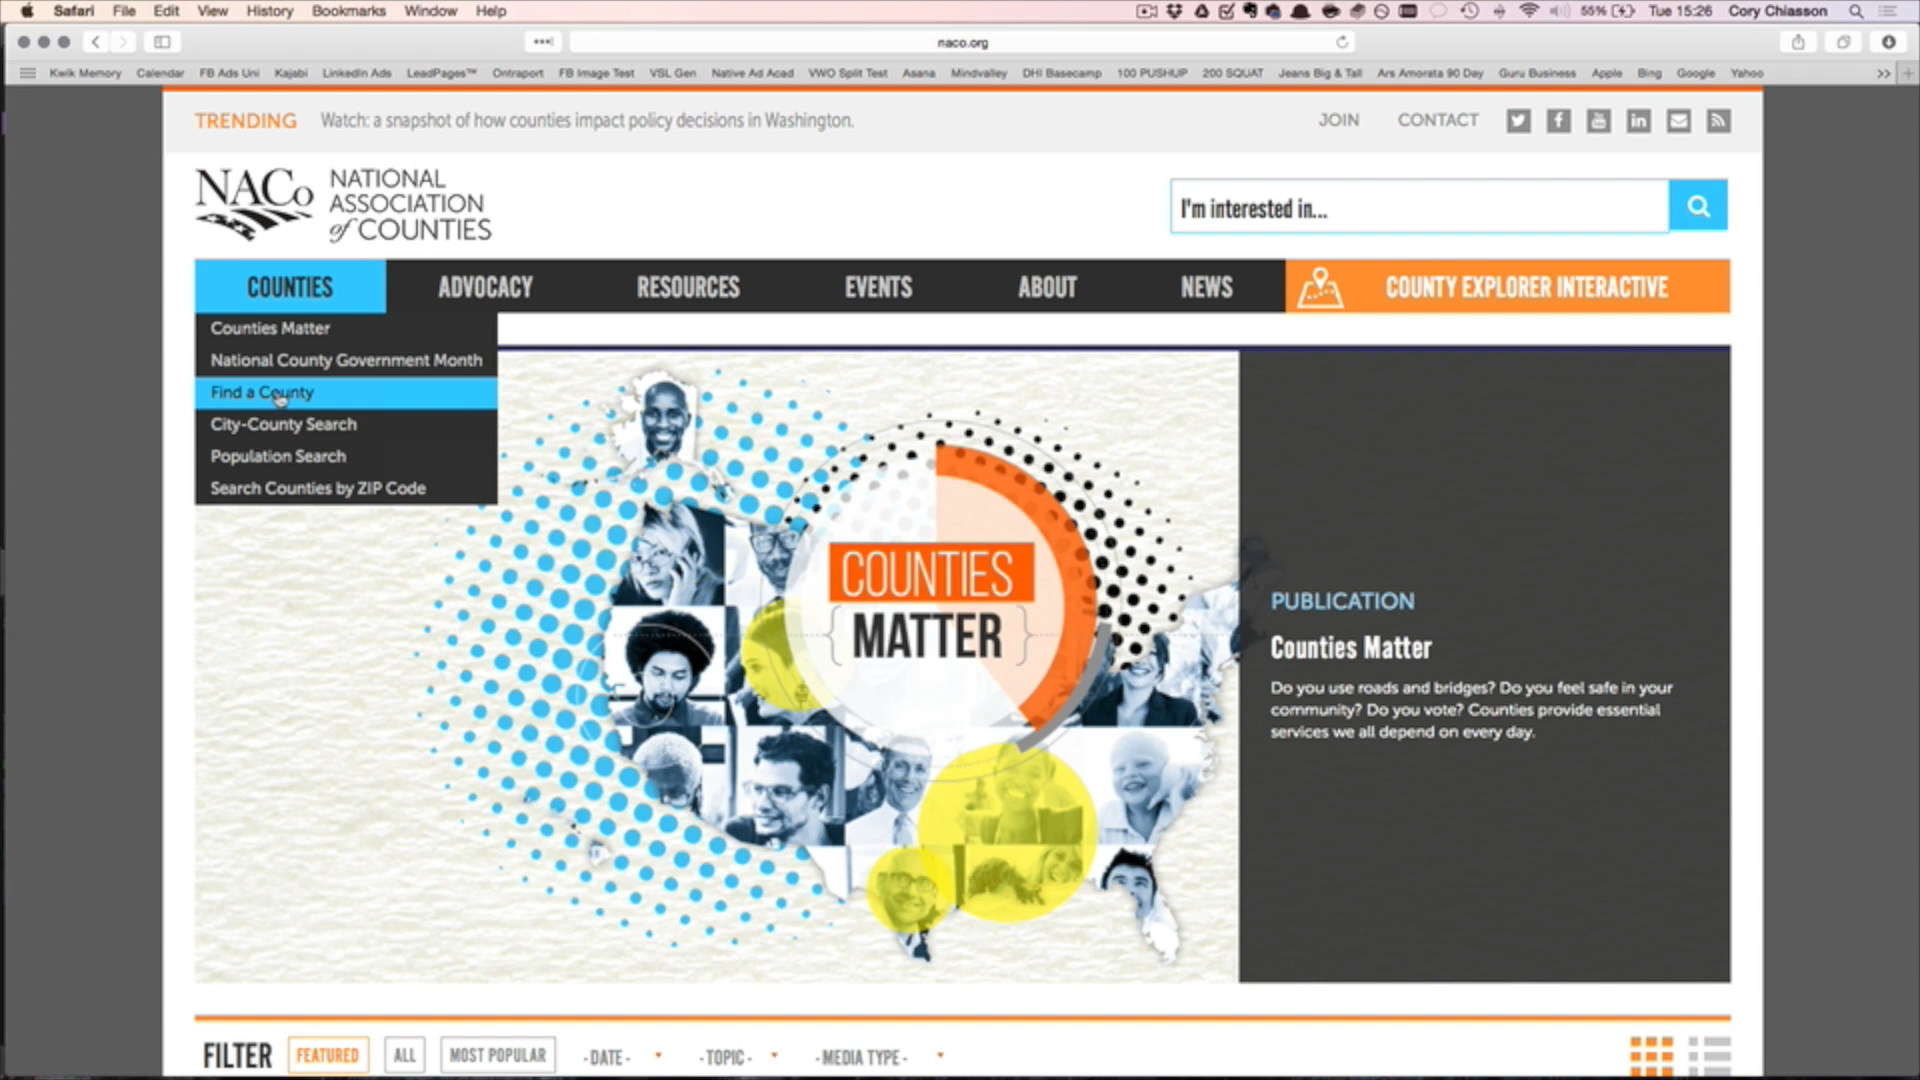 Safari File Edit View History Bookmarks Window Help 55% Tue 15:26 Cory Chiasson
naco.org
Kwik Memory Calendar FB Ads Uni Kajabi LinkedIn Ads LeadPages™ Ontraport FB Image Test VSL Gen Native Ad Acad VWO Split Test Asana Mindvalley DHI Basecamp 100 PUSHUP 200 SQUAT Jeans Big & Tall Ars Amorata 90 Day Guru Business Apple Bing Google Yahoo
TRENDING Watch: a snapshot of how counties impact policy decisions in Washington. JOIN CONTACT
NACo NATIONAL
ASSOCIATION
of COUNTIES
I'm interested in...
COUNTIES ADVOCACY RESOURCES EVENTS ABOUT NEWS COUNTY EXPLORER INTERACTIVE
Counties Matter
National County Government Month
Find a County
City-County Search
Population Search
Search Counties by ZIP Code
COUNTIES
{MATTER}
PUBLICATION
Counties Matter
Do you use roads and bridges? Do you feel safe in your
community? Do you vote? Counties provide essential
services we all depend on every day.
FILTER FEATURED ALL MOST POPULAR - DATE - - TOPIC - - MEDIA TYPE -